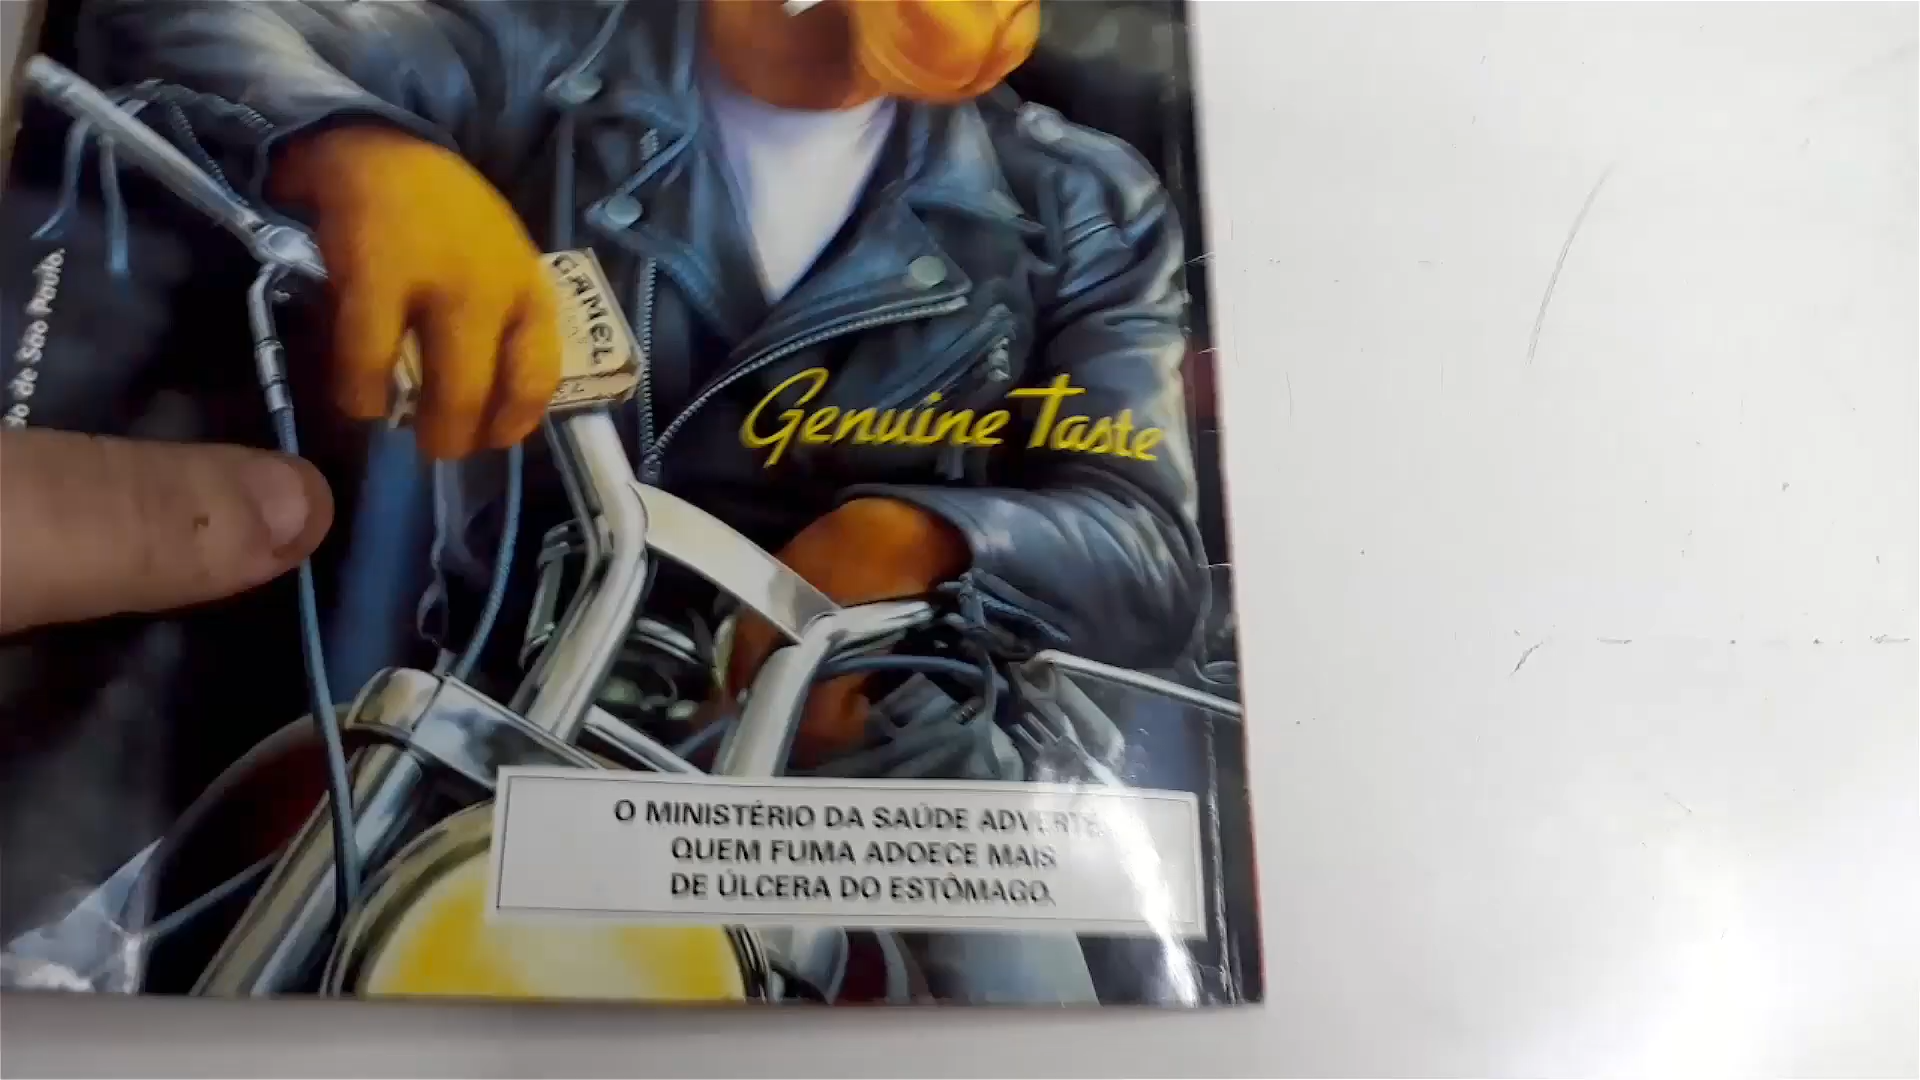 de São Paulo.
CAMEL
Genuine Taste
O MINISTÉRIO DA SAÚDE ADVERTE
QUEM FUMA ADOECE MAIS
DE ÚLCERA DO ESTÔMAGO.